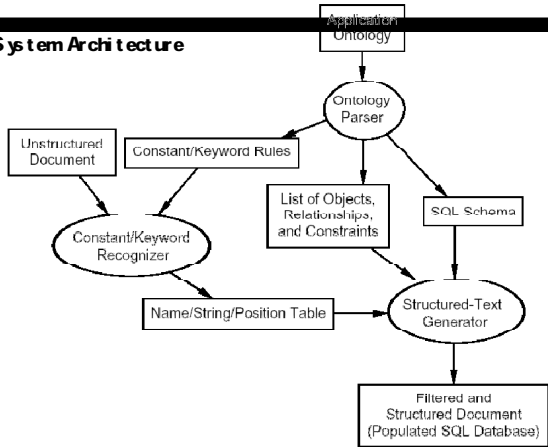 Application
Ontology
System Architecture
Ontology
Parser
Unstructured
Document
Constant/Keyword Rules
List of Objects,
Relationships,
and Constraints
SQL Schema
Constant/Keyword
Recognizer
Name/String/Position Table
Structured-Text
Generator
Filtered and
Structured Document
(Populated SQL Database)